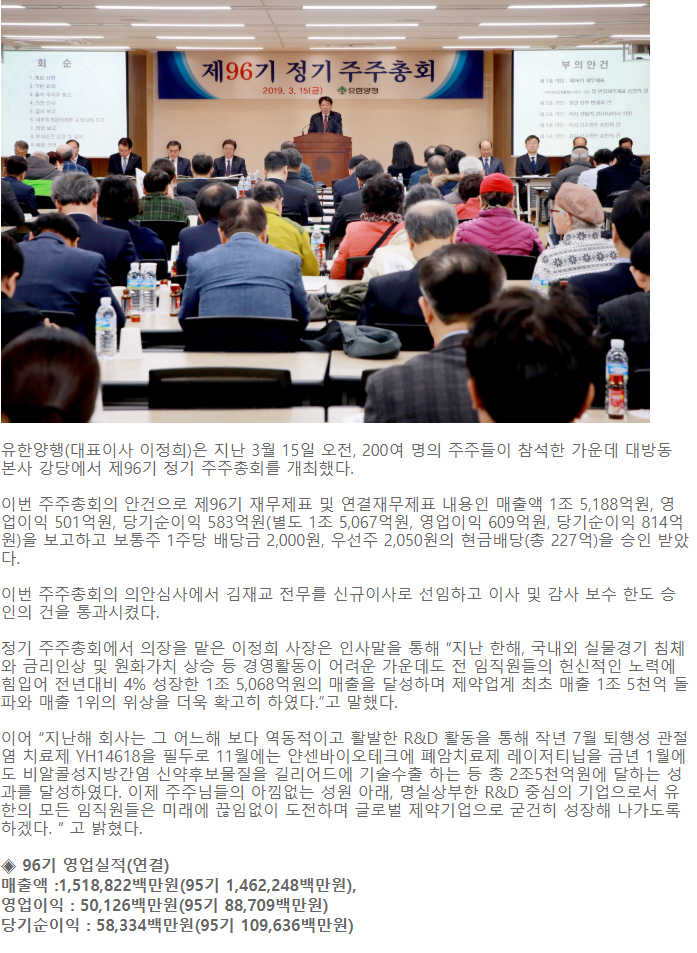 회 순
1. 개회 선언
제96기 정기 주주총회
2019. 3. 15(금) 유한양행
부 의 안 건
유한양행(대표이사 이정희)은 지난 3월 15일 오전, 200여 명의 주주들이 참석한 가운데 대방동
본사 강당에서 제96기 정기 주주총회를 개최했다.
이번 주주총회의 안건으로 제96기 재무제표 및 연결재무제표 내용인 매출액 1조 5,188억원, 영
업이익 501억원, 당기순이익 583억원(별도 1조 5,067억원, 영업이익 609억원, 당기순이익 814억
원)을 보고하고 보통주 1주당 배당금 2,000원, 우선주 2,050원의 현금배당(총 227억)을 승인 받았
다.
이번 주주총회의 의안심사에서 김재교 전무를 신규이사로 선임하고 이사 및 감사 보수 한도 승
인의 건을 통과시켰다.
정기 주주총회에서 의장을 맡은 이정희 사장은 인사말을 통해 “지난 한해, 국내외 실물경기 침체
와 금리인상 및 원화가치 상승 등 경영활동이 어려운 가운데도 전 임직원들의 헌신적인 노력에
힘입어 전년대비 4% 성장한 1조 5,068억원의 매출을 달성하며 제약업계 최초 매출 1조 5천억 돌
파와 매출 1위의 위상을 더욱 확고히 하였다.”고 말했다.
이어 “지난해 회사는 그 어느해 보다 역동적이고 활발한 R&D 활동을 통해 작년 7월 퇴행성 관절
염 치료제 YH14618을 필두로 11월에는 얀센바이오테크에 폐암치료제 레이저티닙을 금년 1월에
도 비알콜성지방간염 신약후보물질을 길리어드에 기술수출 하는 등 총 2조5천억원에 달하는 성
과를 달성하였다. 이제 주주님들의 아낌없는 성원 아래, 명실상부한 R&D 중심의 기업으로서 유
한의 모든 임직원들은 미래에 끊임없이 도전하며 글로벌 제약기업으로 굳건히 성장해 나가도록
하겠다. “ 고 밝혔다.
◈ 96기 영업실적(연결)
매출액 :1,518,822백만원(95기 1,462,248백만원),
영업이익 : 50,126백만원(95기 88,709백만원)
당기순이익 : 58,334백만원(95기 109,636백만원)